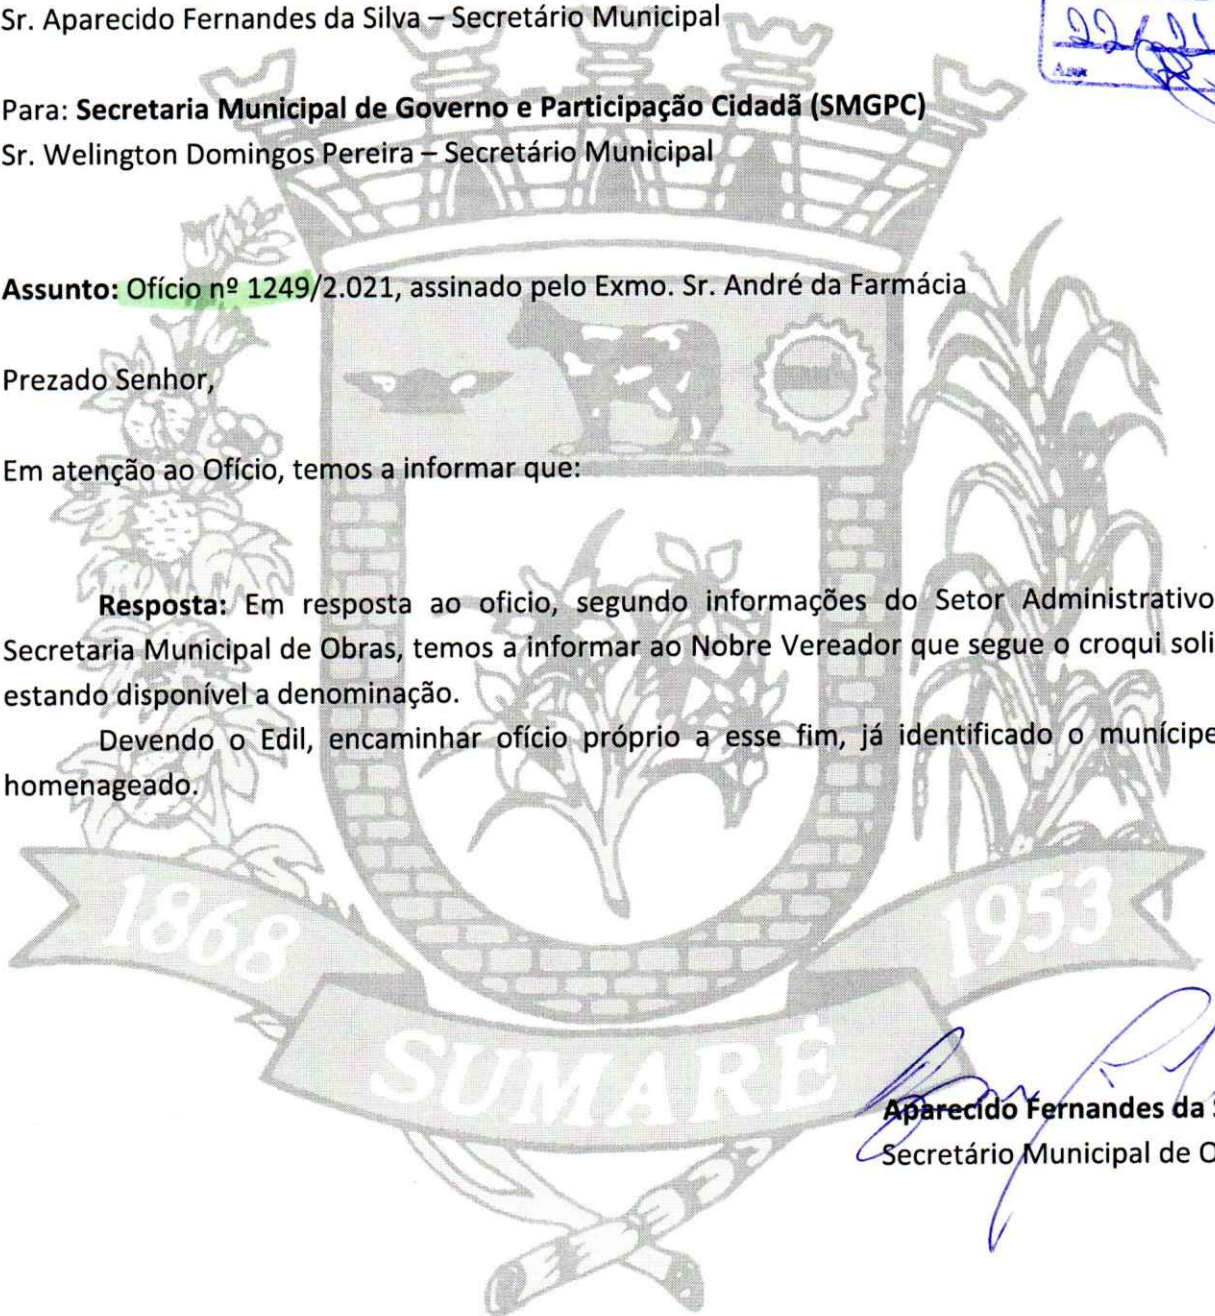 Sr. Aparecido Fernandes da Silva – Secretário Municipal
Para: Secretaria Municipal de Governo e Participação Cidadã (SMGPC)
Sr. Welington Domingos Pereira – Secretário Municipal
Assunto: Ofício nº 1249/2.021, assinado pelo Exmo. Sr. André da Farmácia
Prezado Senhor,
Em atenção ao Ofício, temos a informar que:
Resposta: Em resposta ao oficio, segundo informações do Setor Administrativo
Secretaria Municipal de Obras, temos a informar ao Nobre Vereador que segue o croqui soli
estando disponível a denominação.
Devendo o Edil, encaminhar ofício próprio a esse fim, já identificado o munícipe
homenageado.
1868
1953
SUMARÉ
Aparecido Fernandes da
Secretário Municipal de O